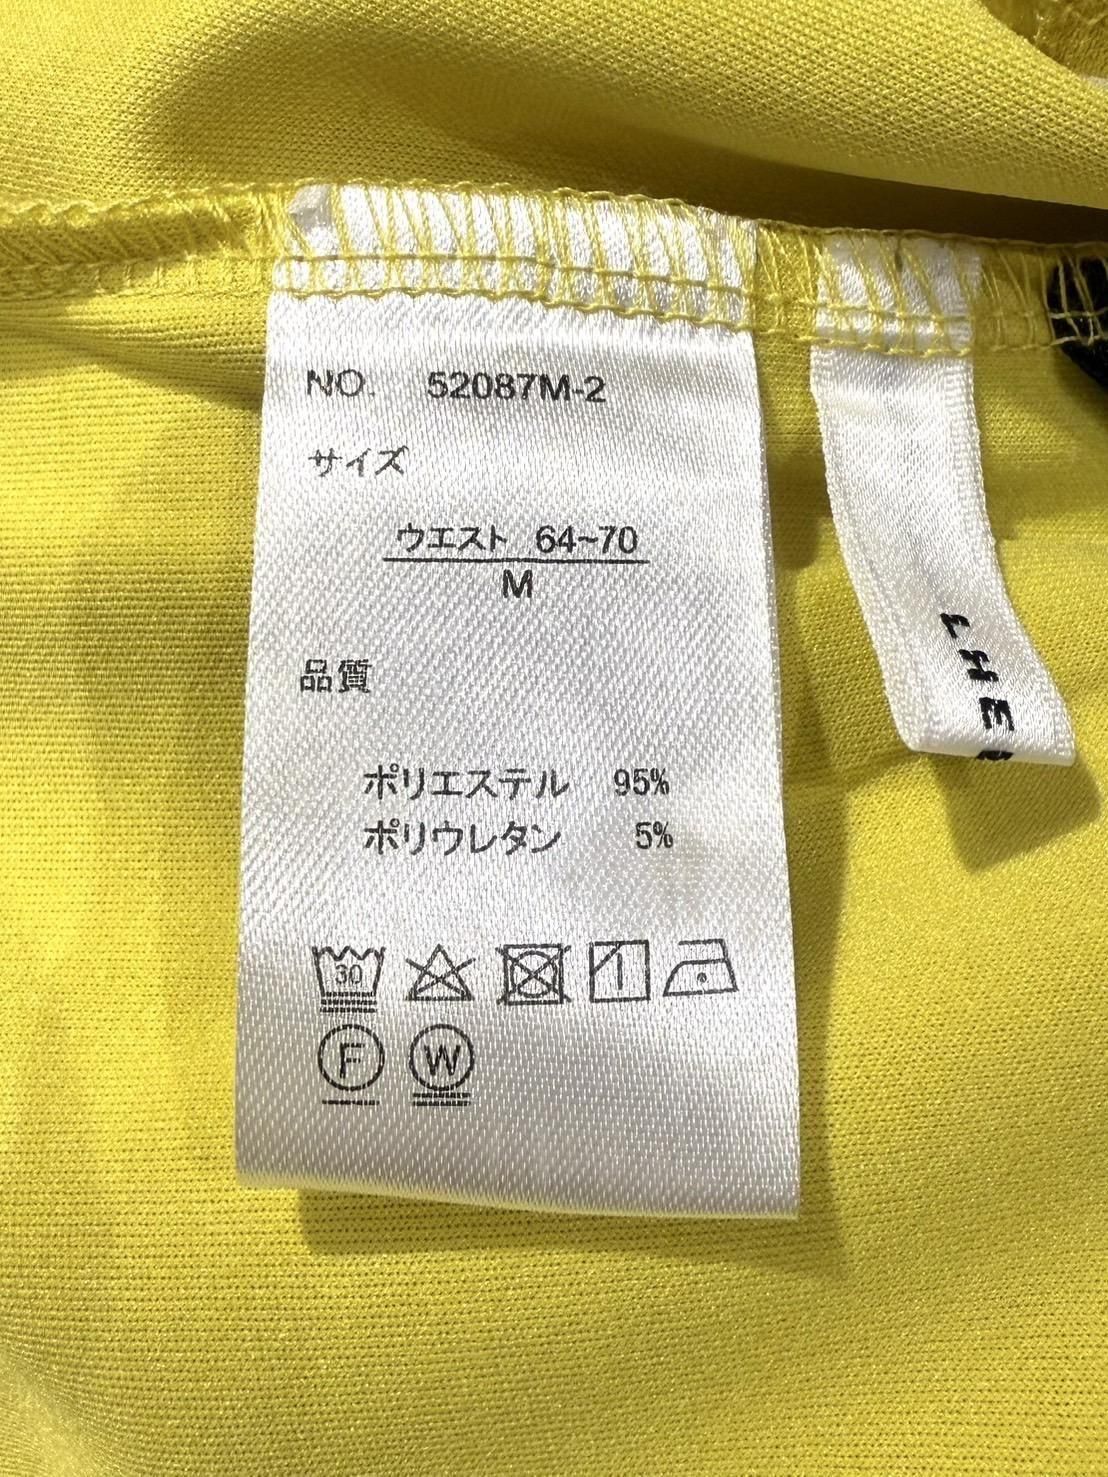 NO. 52087M-2
サイズ
ウエスト 64~70
M
品質
ポリエステル 95%
ポリウレタン 5%
30
F
W